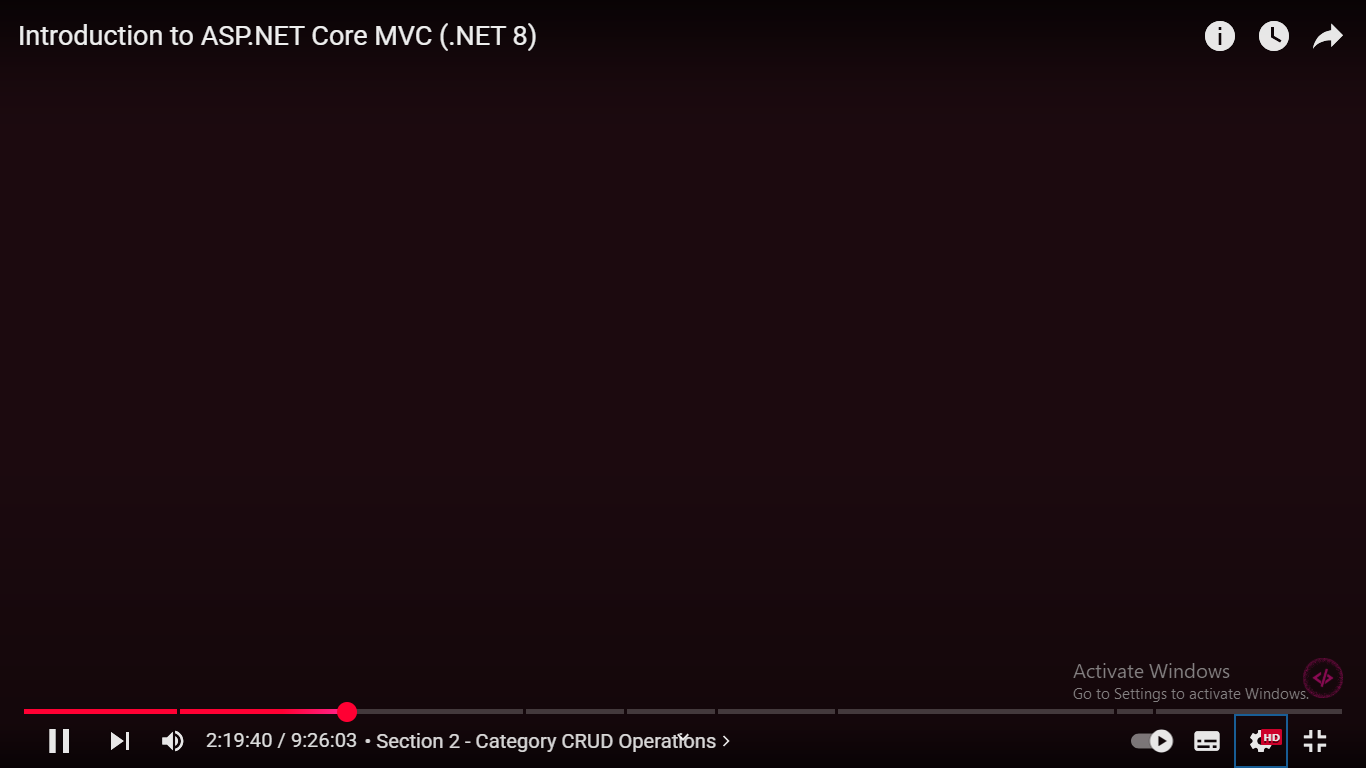 Introduction to ASP.NET Core MVC (.NET 8)
Activate Windows
Go to Settings to activate Windows.
2:19:40 / 9:26:03 • Section 2 - Category CRUD Operations
HD